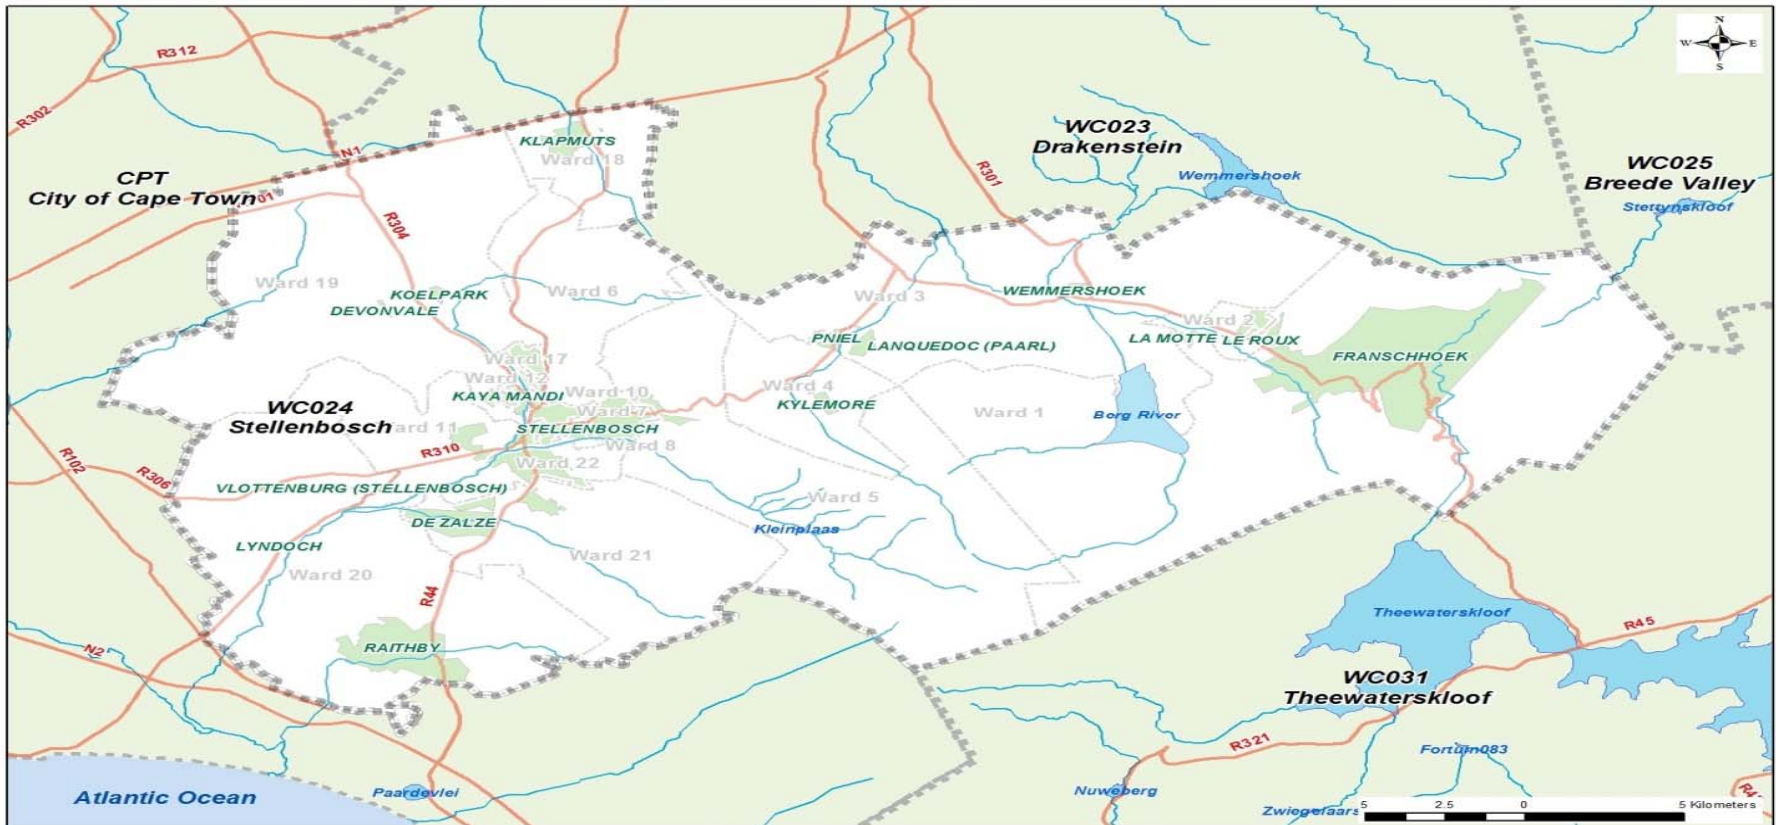 N
W E
S
R312
R302
N1
CPT
City of Cape Town
R304
KLAPMUTS
Ward 18
R301
WC023
Drakenstein
Wemmershoek
WC025
Breede Valley
Stettynskloof
Ward 19
KOELPARK
DEVONVALE
Ward 6
Ward 3
WEMMERSHOEK
PNIEL
LANQUEDOC (PAARL)
Ward 2
LA MOTTE
LE ROUX
FRANSCHHOEK
Ward 17
Ward 12
KAYA MANDI
Ward 10
Ward 7
STELLENBOSCH
Ward 8
Ward 22
WC024
Stellenbosch
Ward 4
KYLEMORE
Ward 1
Berg River
R102
R306
R310
VLOTTENBURG (STELLENBOSCH)
DE ZALZE
Ward 5
Kleinplaas
LYNDOCH
Ward 20
Ward 21
R44
RAITHBY
N2
Theewaterskloof
R45
WC031
Theewaterskloof
R321
Fortuin083
Atlantic Ocean
Paardevlei
Nuweberg
Zwiegelaars
5 2.5 0 5 Kilometers